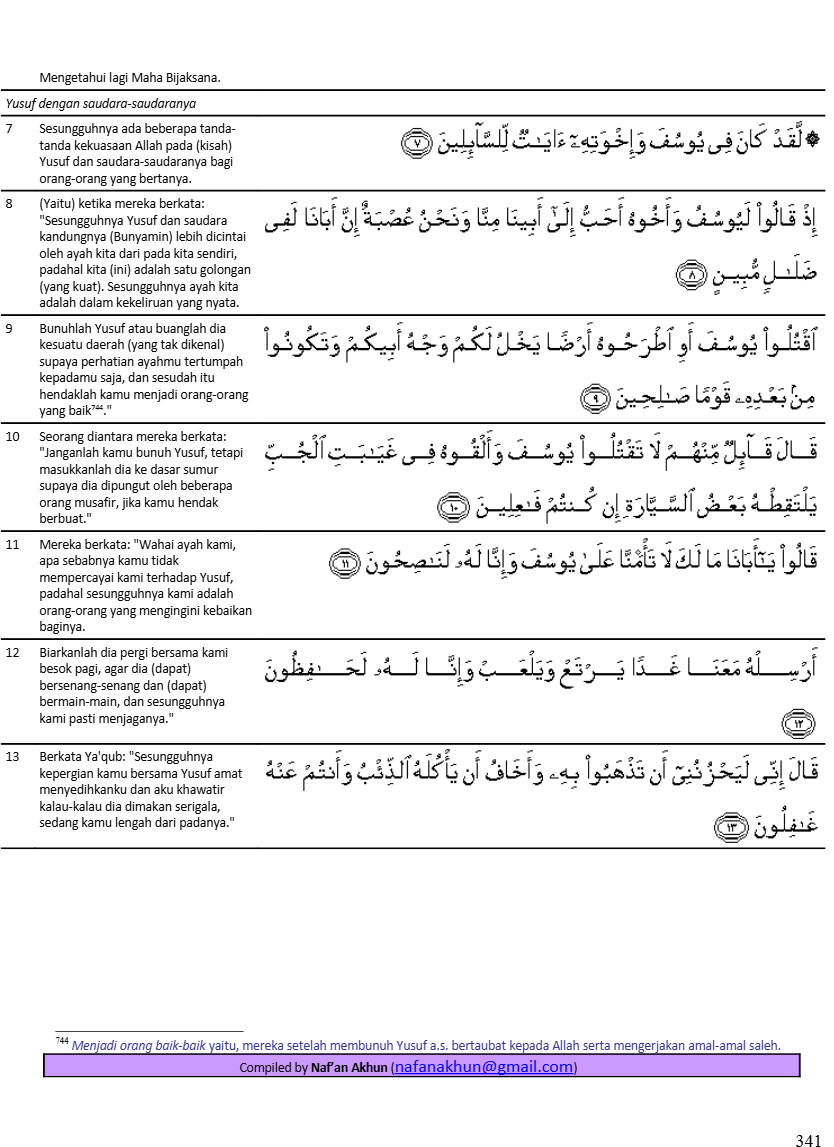 Mengetahui lagi Maha Bijaksana.
Yusuf dengan saudara-saudaranya
7
Sesungguhnya ada beberapa tanda-
tanda kekuasaan Allah pada (kisah)
Yusuf dan saudara-saudaranya bagi
orang-orang yang bertanya.
۞ لَّقَدْ كَانَ فِى يُوسُفَ وَإِخْوَتِهِۦٓ ءَايَـٰتٌ لِّلسَّآئِلِينَ ٧
8
(Yaitu) ketika mereka berkata:
"Sesungguhnya Yusuf dan saudara
kandungnya (Bunyamin) lebih dicintai
oleh ayah kita dari pada kita sendiri,
padahal kita (ini) adalah satu golongan
(yang kuat). Sesungguhnya ayah kita
adalah dalam kekeliruan yang nyata.
إِذْ قَالُوا۟ لَيُوسُفُ وَأَخُوهُ أَحَبُّ إِلَىٰٓ أَبِينَا مِنَّا وَنَحْنُ عُصْبَةٌ إِنَّ أَبَانَا لَفِى
ضَلَـٰلٍ مُّبِينٍ ٨
9
Bunuhlah Yusuf atau buanglah dia
kesuatu daerah (yang tak dikenal)
supaya perhatian ayahmu tertumpah
kepadamu saja, dan sesudah itu
hendaklah kamu menjadi orang-orang
yang baik⁷⁴⁴."
ٱقْتُلُوا۟ يُوسُفَ أَوِ ٱطْرَحُوهُ أَرْضًا يَخْلُ لَكُمْ وَجْهُ أَبِيكُمْ وَتَكُونُوا۟
مِنۢ بَعْدِهِۦ قَوْمًا صَـٰلِحِينَ ٩
10
Seorang diantara mereka berkata:
"Janganlah kamu bunuh Yusuf, tetapi
masukkanlah dia ke dasar sumur
supaya dia dipungut oleh beberapa
orang musafir, jika kamu hendak
berbuat."
قَالَ قَآئِلٌ مِّنْهُمْ لَا تَقْتُلُوا۟ يُوسُفَ وَأَلْقُوهُ فِى غَيَـٰبَتِ ٱلْجُبِّ
يَلْتَقِطْهُ بَعْضُ ٱلسَّيَّارَةِ إِن كُنتُمْ فَـٰعِلِينَ ١٠
11
Mereka berkata: "Wahai ayah kami,
apa sebabnya kamu tidak
mempercayai kami terhadap Yusuf,
padahal sesungguhnya kami adalah
orang-orang yang mengingini kebaikan
baginya.
قَالُوا۟ يَـٰٓأَبَانَا مَا لَكَ لَا تَأْمَ۫نَّا عَلَىٰ يُوسُفَ وَإِنَّا لَهُۥ لَنَـٰصِحُونَ ١١
12
Biarkanlah dia pergi bersama kami
besok pagi, agar dia (dapat)
bersenang-senang dan (dapat)
bermain-main, dan sesungguhnya
kami pasti menjaganya."
أَرْسِلْهُ مَعَنَا غَدًا يَرْتَعْ وَيَلْعَبْ وَإِنَّا لَهُۥ لَحَـٰفِظُونَ
١٢
13
Berkata Ya'qub: "Sesungguhnya
kepergian kamu bersama Yusuf amat
menyedihkanku dan aku khawatir
kalau-kalau dia dimakan serigala,
sedang kamu lengah dari padanya."
قَالَ إِنِّى لَيَحْزُنُنِىٓ أَن تَذْهَبُوا۟ بِهِۦ وَأَخَافُ أَن يَأْكُلَهُ ٱلذِّئْبُ وَأَنتُمْ عَنْهُ
غَـٰفِلُونَ ١٣
⁷⁴⁴ Menjadi orang baik-baik yaitu, mereka setelah membunuh Yusuf a.s. bertaubat kepada Allah serta mengerjakan amal-amal saleh.
Compiled by Naf’an Akhun (nafanakhun@gmail.com)
341